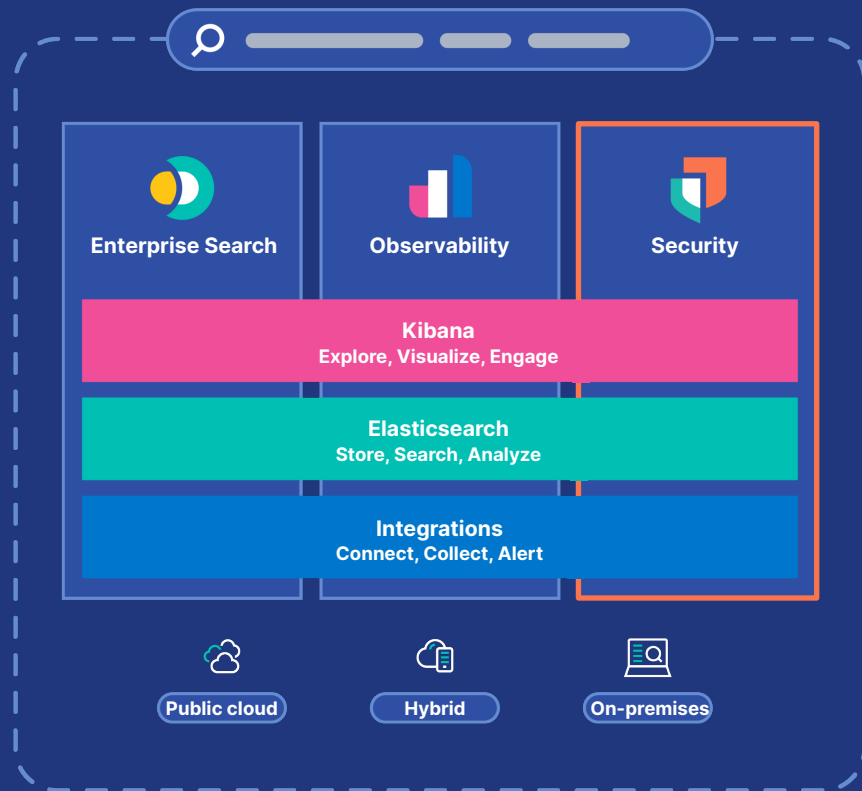 Enterprise Search
Observability
Security
Kibana
Explore, Visualize, Engage
Elasticsearch
Store, Search, Analyze
Integrations
Connect, Collect, Alert
Public cloud
Hybrid
On-premises